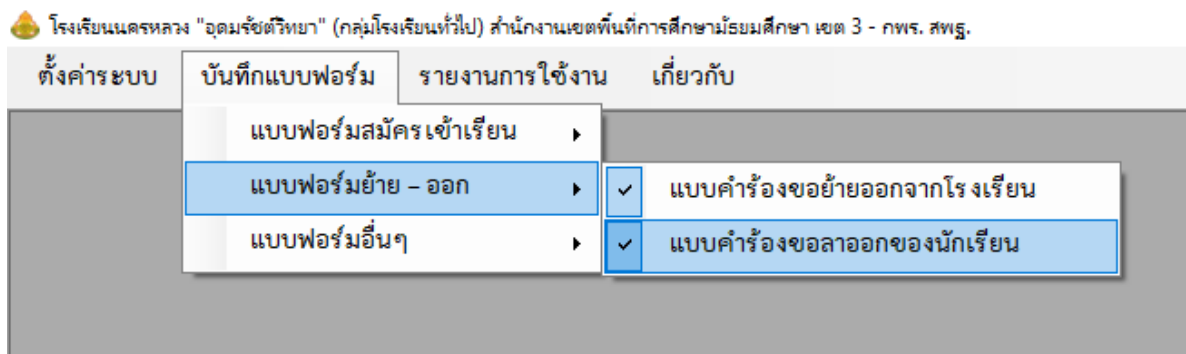 โรงเรียนนครหลวง "อุดมรัชต์วิทยา" (กลุ่มโรงเรียนทั่วไป) สำนักงานเขตพื้นที่การศึกษามัธยมศึกษา เขต 3 - กพร. สพฐ.
ตั้งค่าระบบ บันทึกแบบฟอร์ม รายงานการใช้งาน เกี่ยวกับ
แบบฟอร์มสมัครเข้าเรียน
แบบฟอร์มย้าย – ออก
แบบคำร้องขอย้ายออกจากโรงเรียน
แบบฟอร์มอื่นๆ
แบบคำร้องขอลาออกของนักเรียน